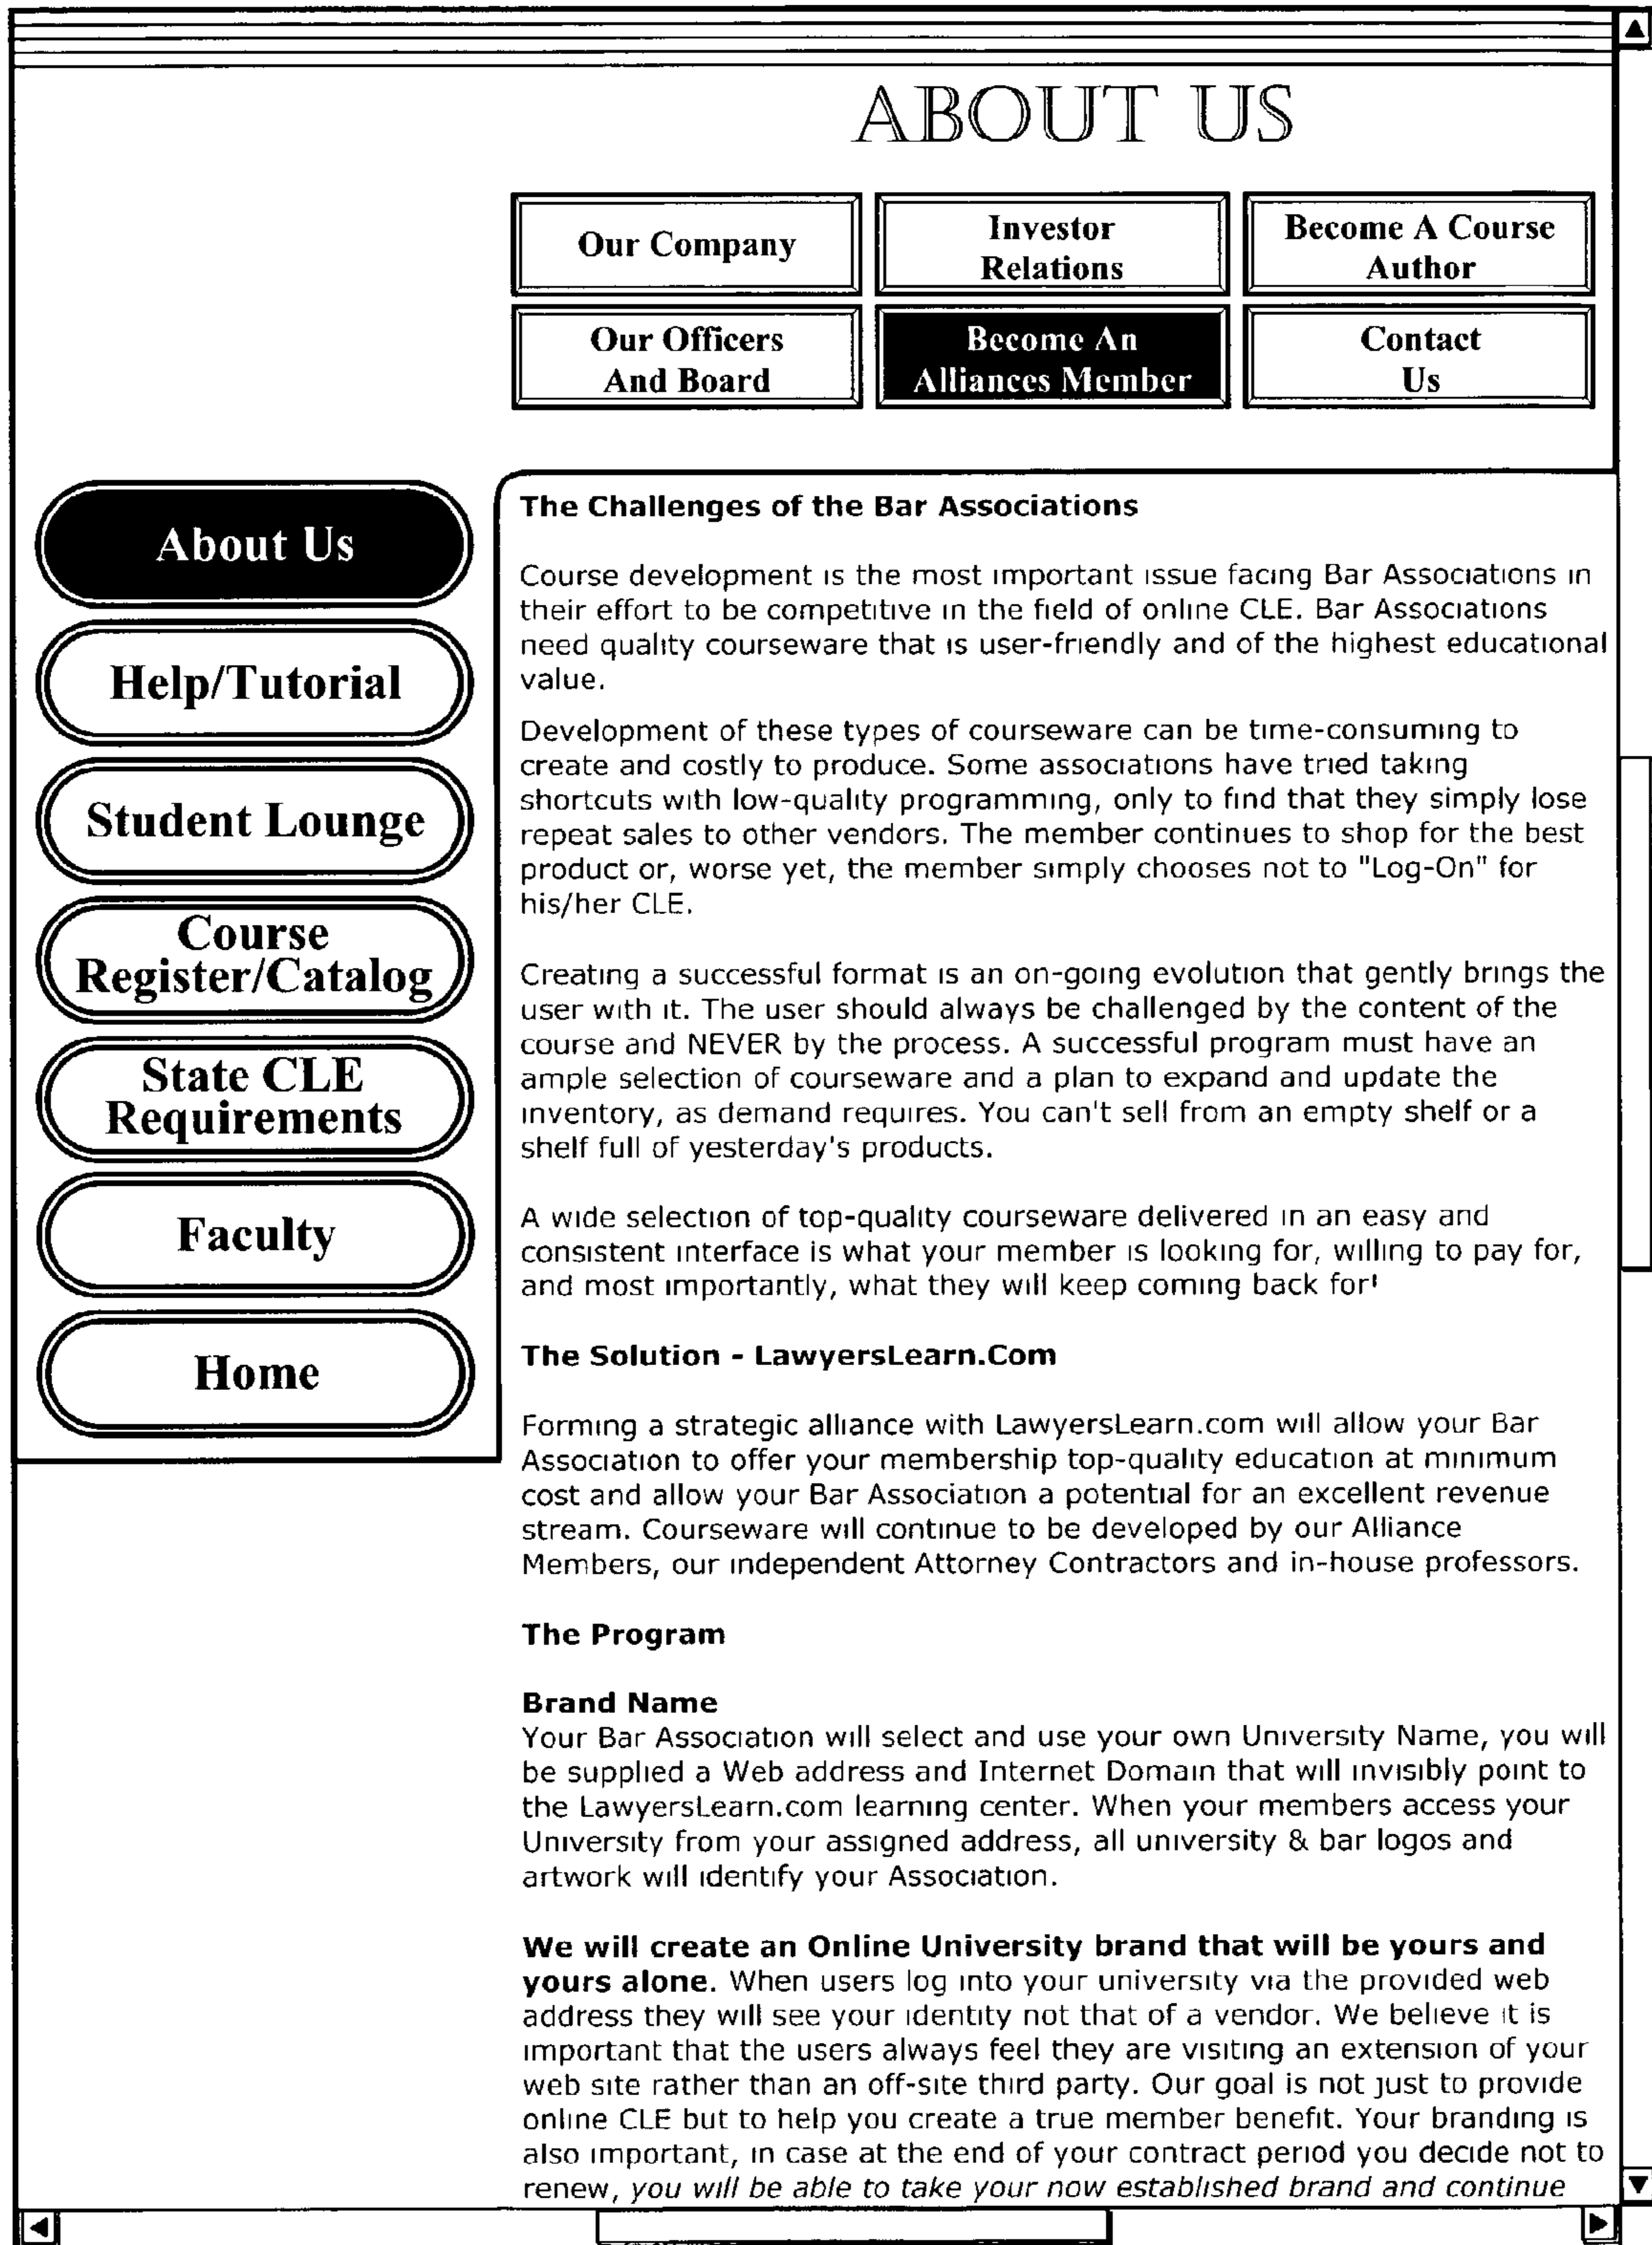 ABOUT US
Our Company
Investor
Relations
Become A Course
Author
Our Officers
And Board
Become An
Alliances Member
Contact
Us
About Us
Help/Tutorial
Student Lounge
Course
Register/Catalog
State CLE
Requirements
Faculty
Home
The Challenges of the Bar Associations
Course development is the most important issue facing Bar Associations in
their effort to be competitive in the field of online CLE. Bar Associations
need quality courseware that is user-friendly and of the highest educational
value.
Development of these types of courseware can be time-consuming to
create and costly to produce. Some associations have tried taking
shortcuts with low-quality programming, only to find that they simply lose
repeat sales to other vendors. The member continues to shop for the best
product or, worse yet, the member simply chooses not to "Log-On" for
his/her CLE.
Creating a successful format is an on-going evolution that gently brings the
user with it. The user should always be challenged by the content of the
course and NEVER by the process. A successful program must have an
ample selection of courseware and a plan to expand and update the
inventory, as demand requires. You can't sell from an empty shelf or a
shelf full of yesterday's products.
A wide selection of top-quality courseware delivered in an easy and
consistent interface is what your member is looking for, willing to pay for,
and most importantly, what they will keep coming back for!
The Solution - LawyersLearn.Com
Forming a strategic alliance with LawyersLearn.com will allow your Bar
Association to offer your membership top-quality education at minimum
cost and allow your Bar Association a potential for an excellent revenue
stream. Courseware will continue to be developed by our Alliance
Members, our independent Attorney Contractors and in-house professors.
The Program
Brand Name
Your Bar Association will select and use your own University Name, you will
be supplied a Web address and Internet Domain that will invisibly point to
the LawyersLearn.com learning center. When your members access your
University from your assigned address, all university & bar logos and
artwork will identify your Association.
We will create an Online University brand that will be yours and
yours alone. When users log into your university via the provided web
address they will see your identity not that of a vendor. We believe it is
important that the users always feel they are visiting an extension of your
web site rather than an off-site third party. Our goal is not just to provide
online CLE but to help you create a true member benefit. Your branding is
also important, in case at the end of your contract period you decide not to
renew, you will be able to take your now established brand and continue